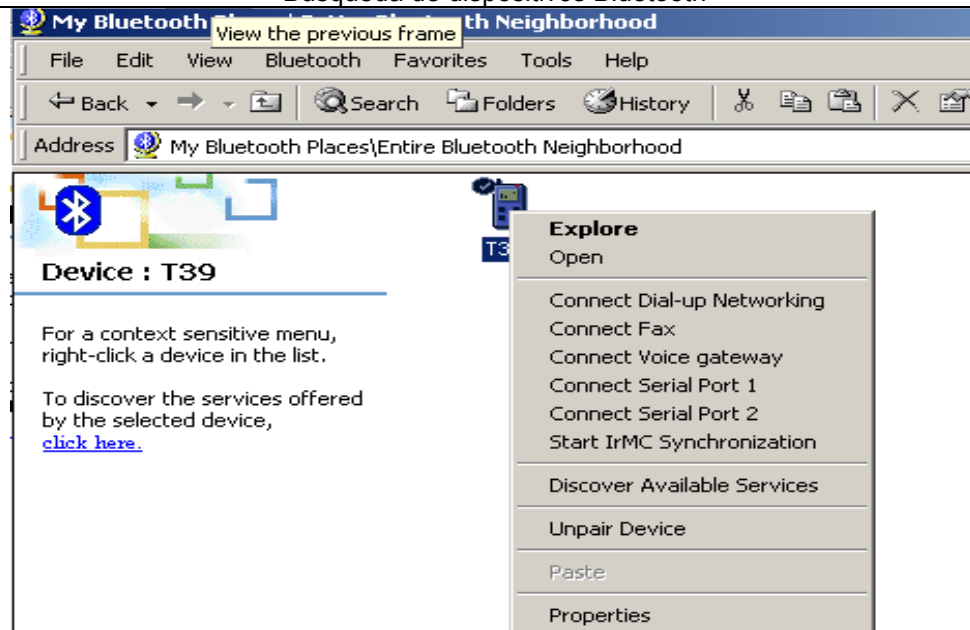 My Bluetooth
th Neighborhood
View the previous frame
File Edit View Bluetooth Favorites Tools Help
Back Search Folders History
Address My Bluetooth Places\Entire Bluetooth Neighborhood
Device : T39
For a context sensitive menu,
right-click a device in the list.
To discover the services offered
by the selected device,
click here.
T3
Explore
Open
Connect Dial-up Networking
Connect Fax
Connect Voice gateway
Connect Serial Port 1
Connect Serial Port 2
Start IrMC Synchronization
Discover Available Services
Unpair Device
Paste
Properties